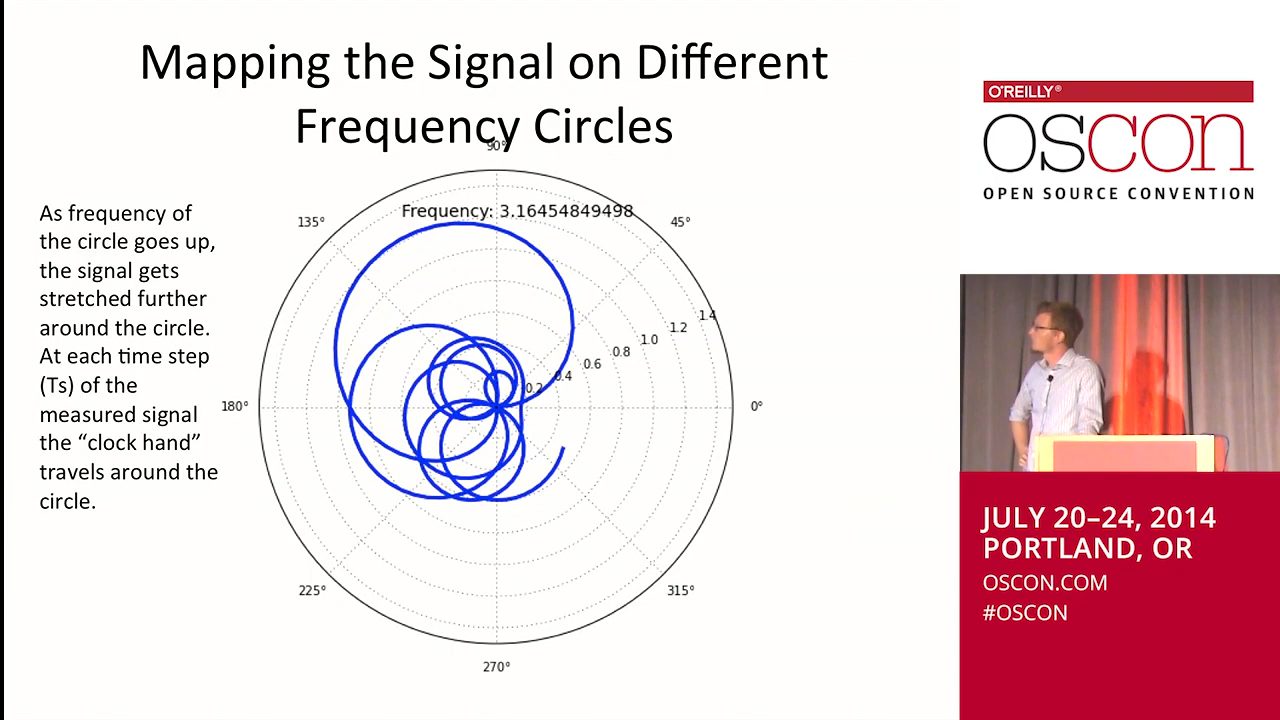 Mapping the Signal on Different
Frequency Circles
As frequency of
the circle goes up,
the signal gets
stretched further
around the circle.
At each time step
(Ts) of the
measured signal
the “clock hand”
travels around the
circle.
90°
Frequency: 3.16454849498
135°
45°
1.4
1.2
1.0
0.8
0.6
0.4
0.2
180°
0°
225°
315°
270°
O'REILLY®
OSCON
OPEN SOURCE CONVENTION
JULY 20–24, 2014
PORTLAND, OR
OSCON.COM
#OSCON